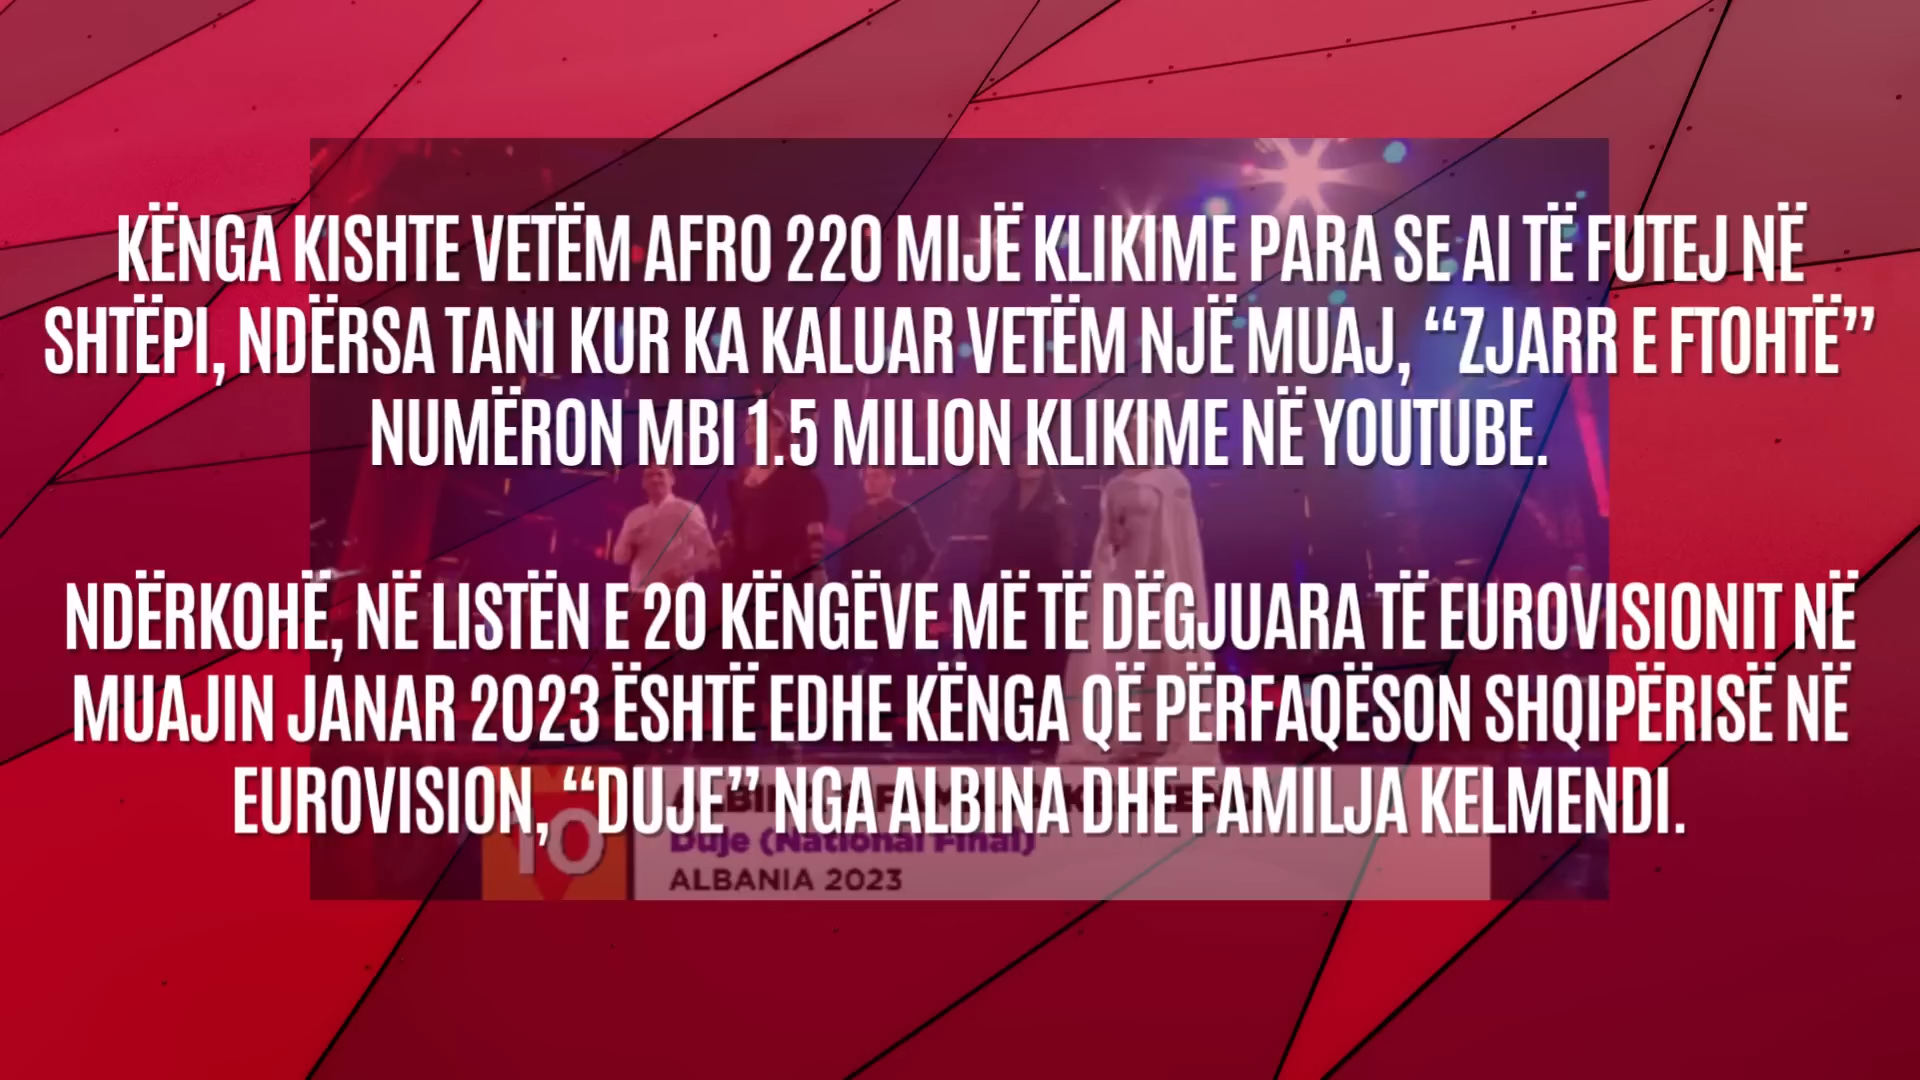 KËNGA KISHTE VETËM AFRO 220 MIJË KLIKIME PARA SE AI TË FUTEJ NË
SHTËPI, NDËRSA TANI KUR KA KALUAR VETËM NJË MUAJ, “ZJARR E FTOHTË”
NUMËRON MBI 1.5 MILION KLIKIME NË YOUTUBE.
NDËRKOHË, NË LISTËN E 20 KËNGËVE MË TË DËGJUARA TË EUROVISIONIT NË
MUAJIN JANAR 2023 ËSHTË EDHE KËNGA QË PËRFAQËSON SHQIPËRISË NË
EUROVISION, “DUJE” NGA ALBINA DHE FAMILJA KELMENDI.
10
Duje (National Final)
ALBANIA 2023